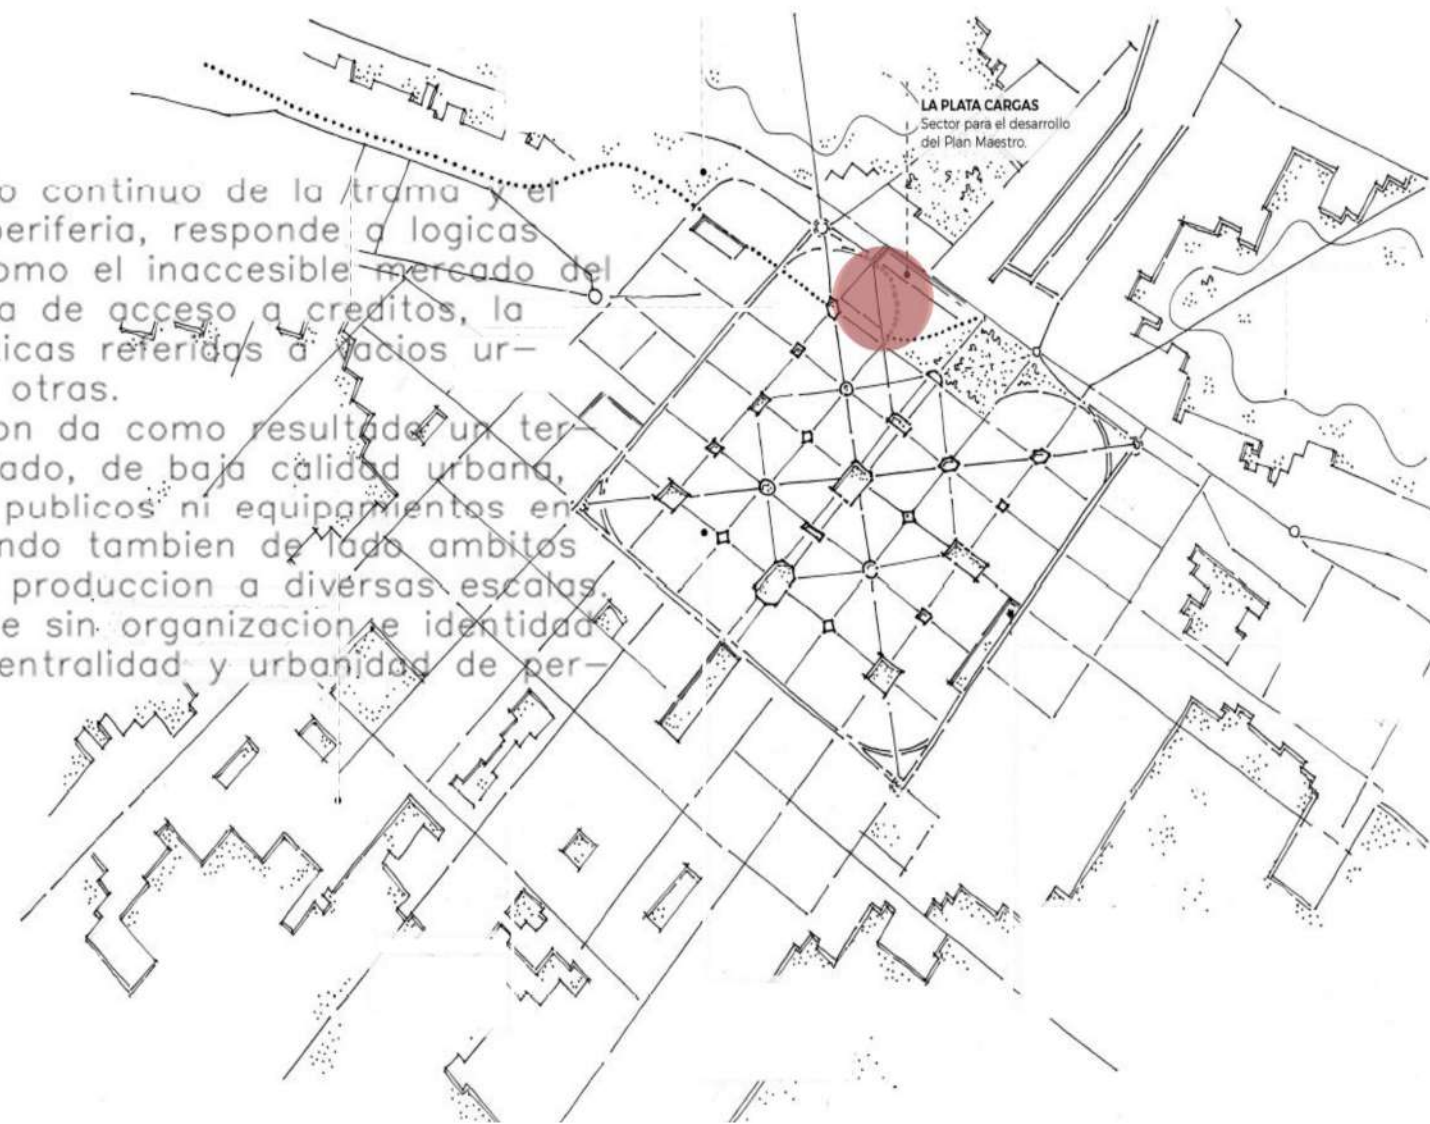 o continuo de la trama y el
periferia, responde a logicas
omo el inaccesible mercado del
a de acceso a creditos, la
icas referidas a vacios ur-
otras.
on da como resultado un ter-
ado, de baja calidad urbana,
publicos ni equipamientos en
ndo tambien de lado ambitos
produccion a diversas escalas.
e sin organizacion e identidad
entralidad y urbanidad de per-
LA PLATA CARGAS
Sector para el desarrollo
del Plan Maestro.